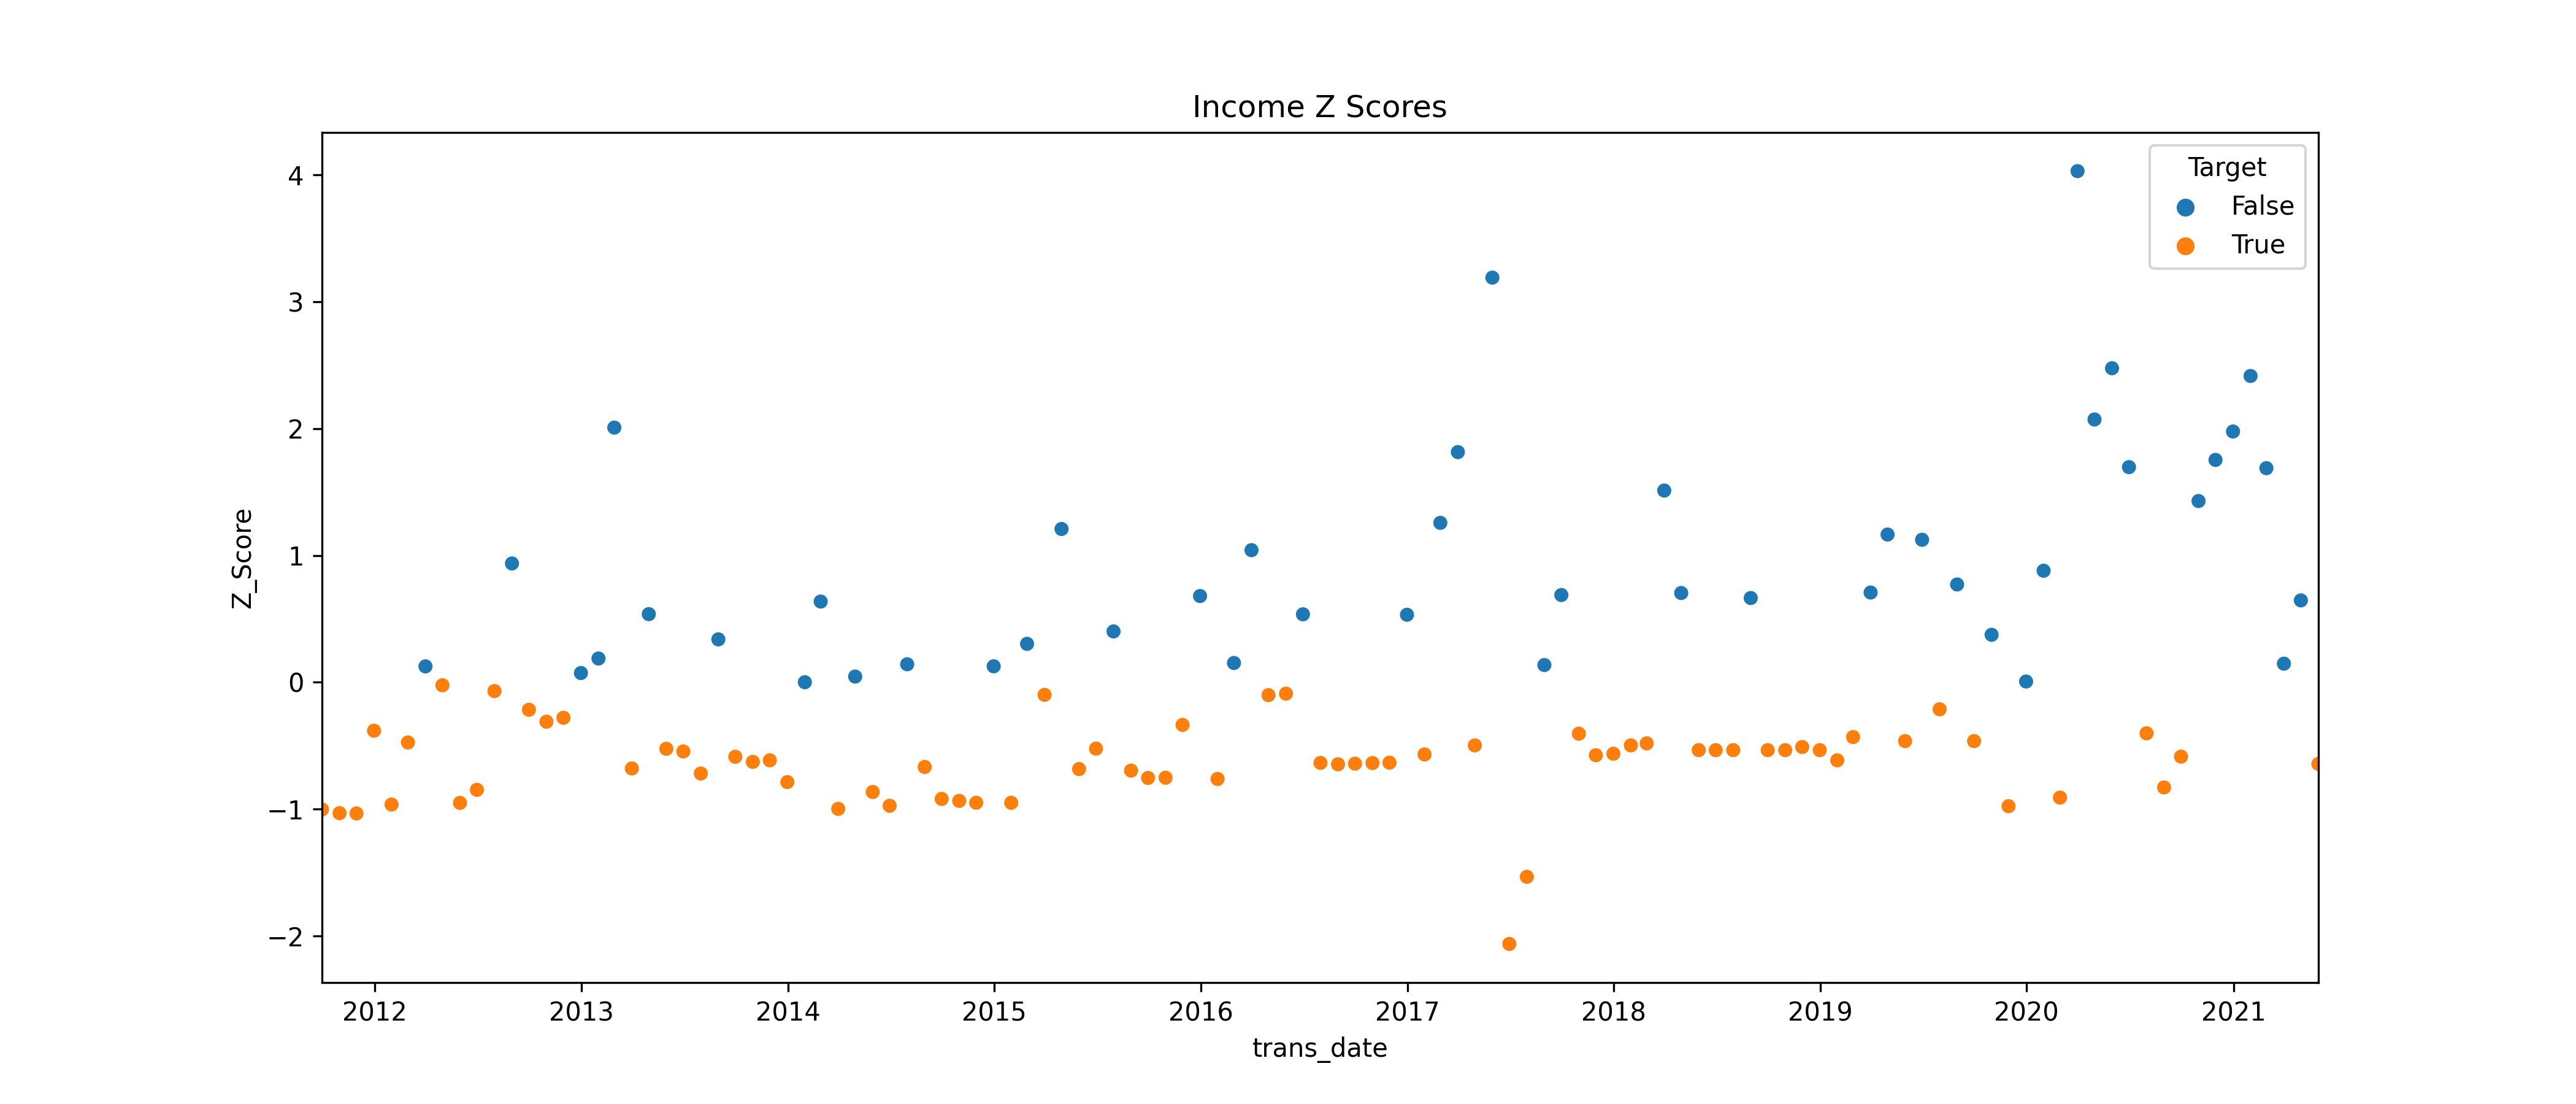 Income Z Scores
Target
False
True
4
3
2
1
0
−1
−2
Z_Score
2012 2013 2014 2015 2016 2017 2018 2019 2020 2021
trans_date